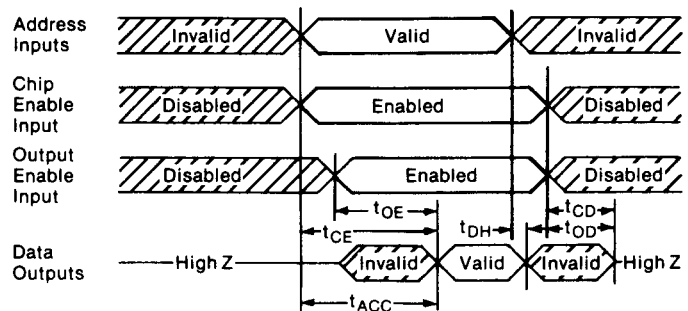 Address
Inputs
Invalid Valid Invalid
Chip
Enable
Input
Disabled Enabled Disabled
Output
Enable
Input
Disabled Enabled Disabled
tOE
tCD
tCE
tDH
tOD
Data
Outputs
High Z Invalid Valid Invalid High Z
tACC